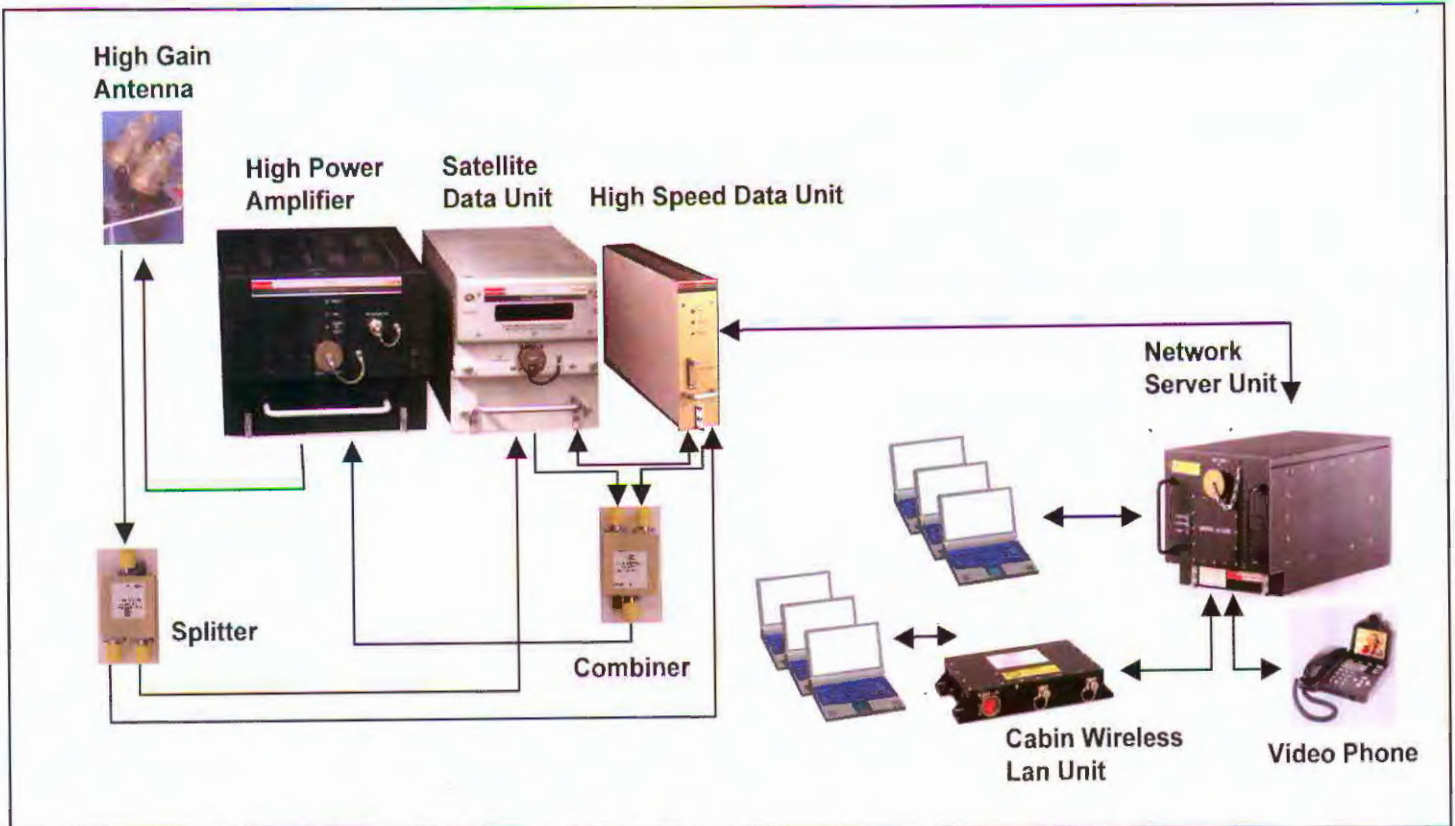 High Gain
Antenna
High Power
Amplifier
Satellite
Data Unit
High Speed Data Unit
Network
Server Unit
Splitter
Combiner
Cabin Wireless
Lan Unit
Video Phone